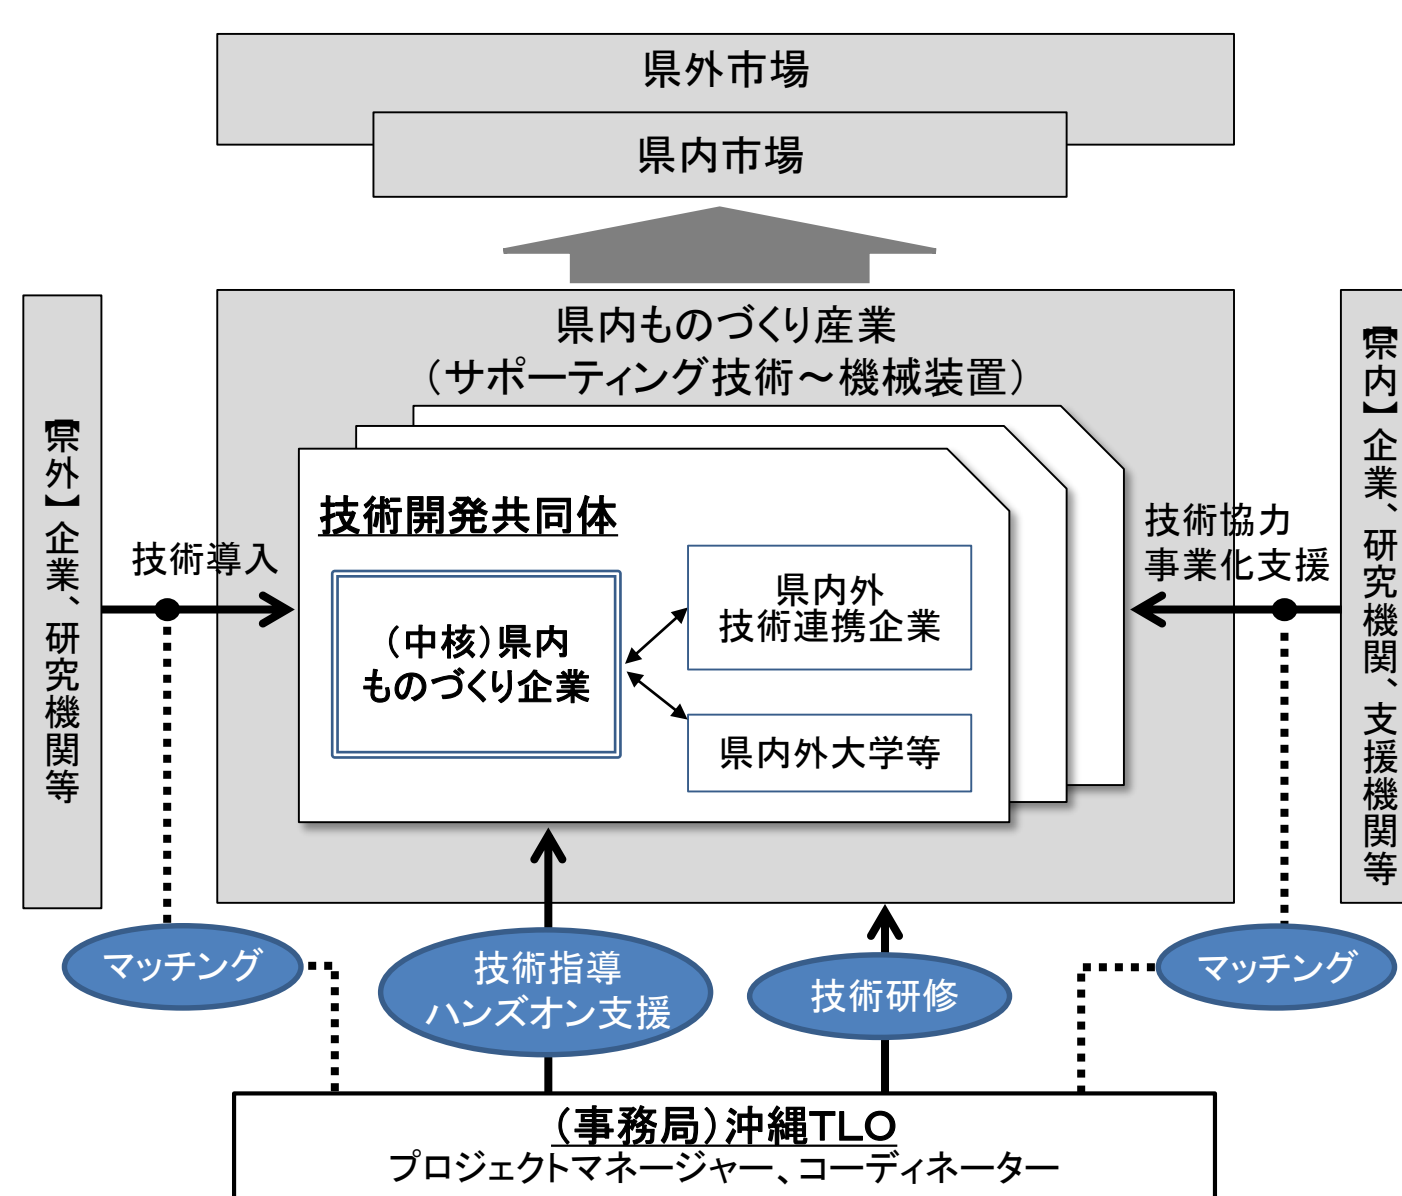 県外市場
県内市場
県内ものづくり産業
（サポーティング技術～機械装置）
【県外】企業、研究機関等
技術導入
技術開発共同体
（中核）県内
ものづくり企業
県内外
技術連携企業
県内外大学等
技術協力
事業化支援
【県内】企業、研究機関、支援機関等
マッチング
技術指導
ハンズオン支援
技術研修
マッチング
（事務局）沖縄TLO
プロジェクトマネージャー、コーディネーター